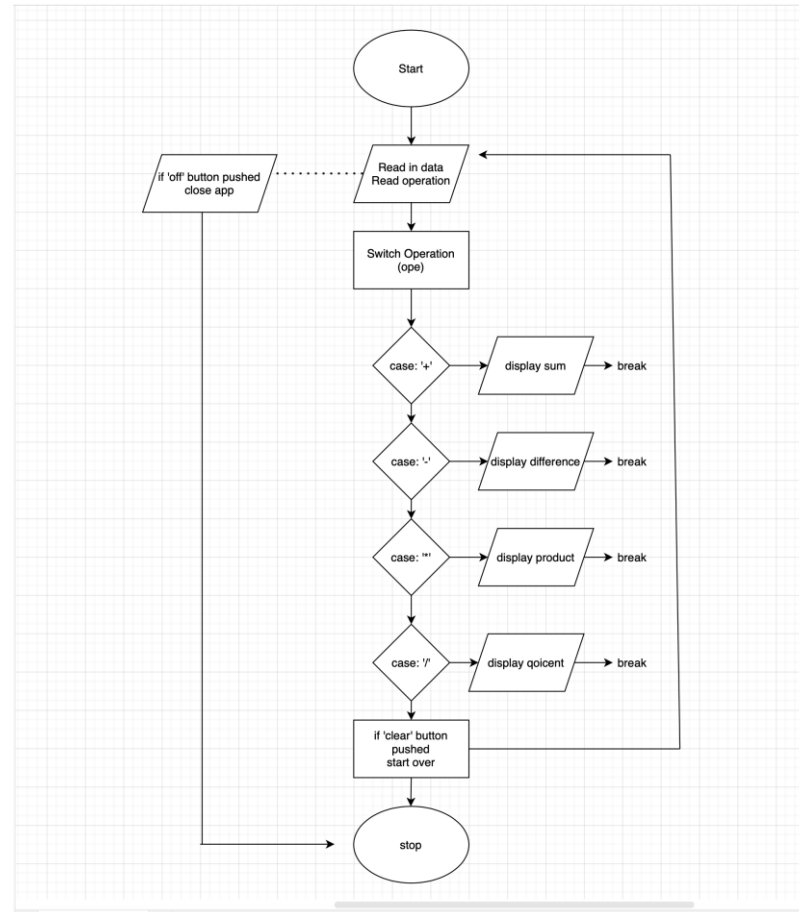 Start
Read in data
Read operation
if 'off' button pushed
close app
Switch Operation
(ope)
case: '+'
display sum
break
case: '-'
display difference
break
case: '*'
display product
break
case: '/'
display qoicent
break
if 'clear' button
pushed
start over
stop